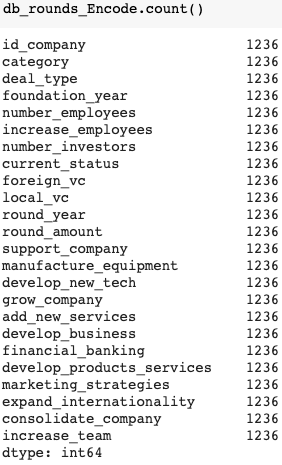 db_rounds_Encode.count()
id_company 1236
category 1236
deal_type 1236
foundation_year 1236
number_employees 1236
increase_employees 1236
number_investors 1236
current_status 1236
foreign_vc 1236
local_vc 1236
round_year 1236
round_amount 1236
support_company 1236
manufacture_equipment 1236
develop_new_tech 1236
grow_company 1236
add_new_services 1236
develop_business 1236
financial_banking 1236
develop_products_services 1236
marketing_strategies 1236
expand_internationality 1236
consolidate_company 1236
increase_team 1236
dtype: int64